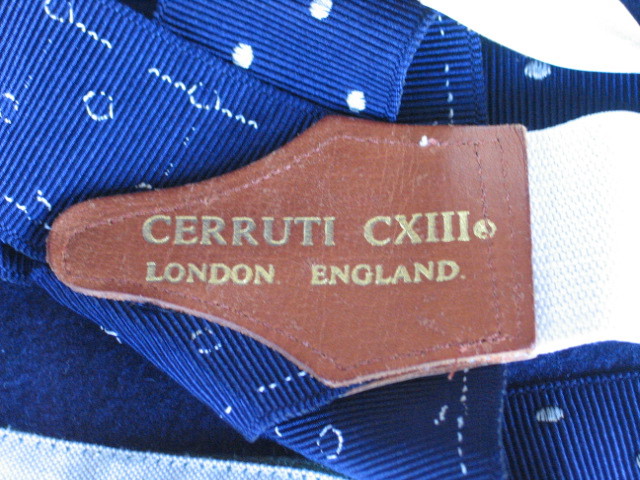 CERRUTI CXIII
LONDON. ENGLAND.